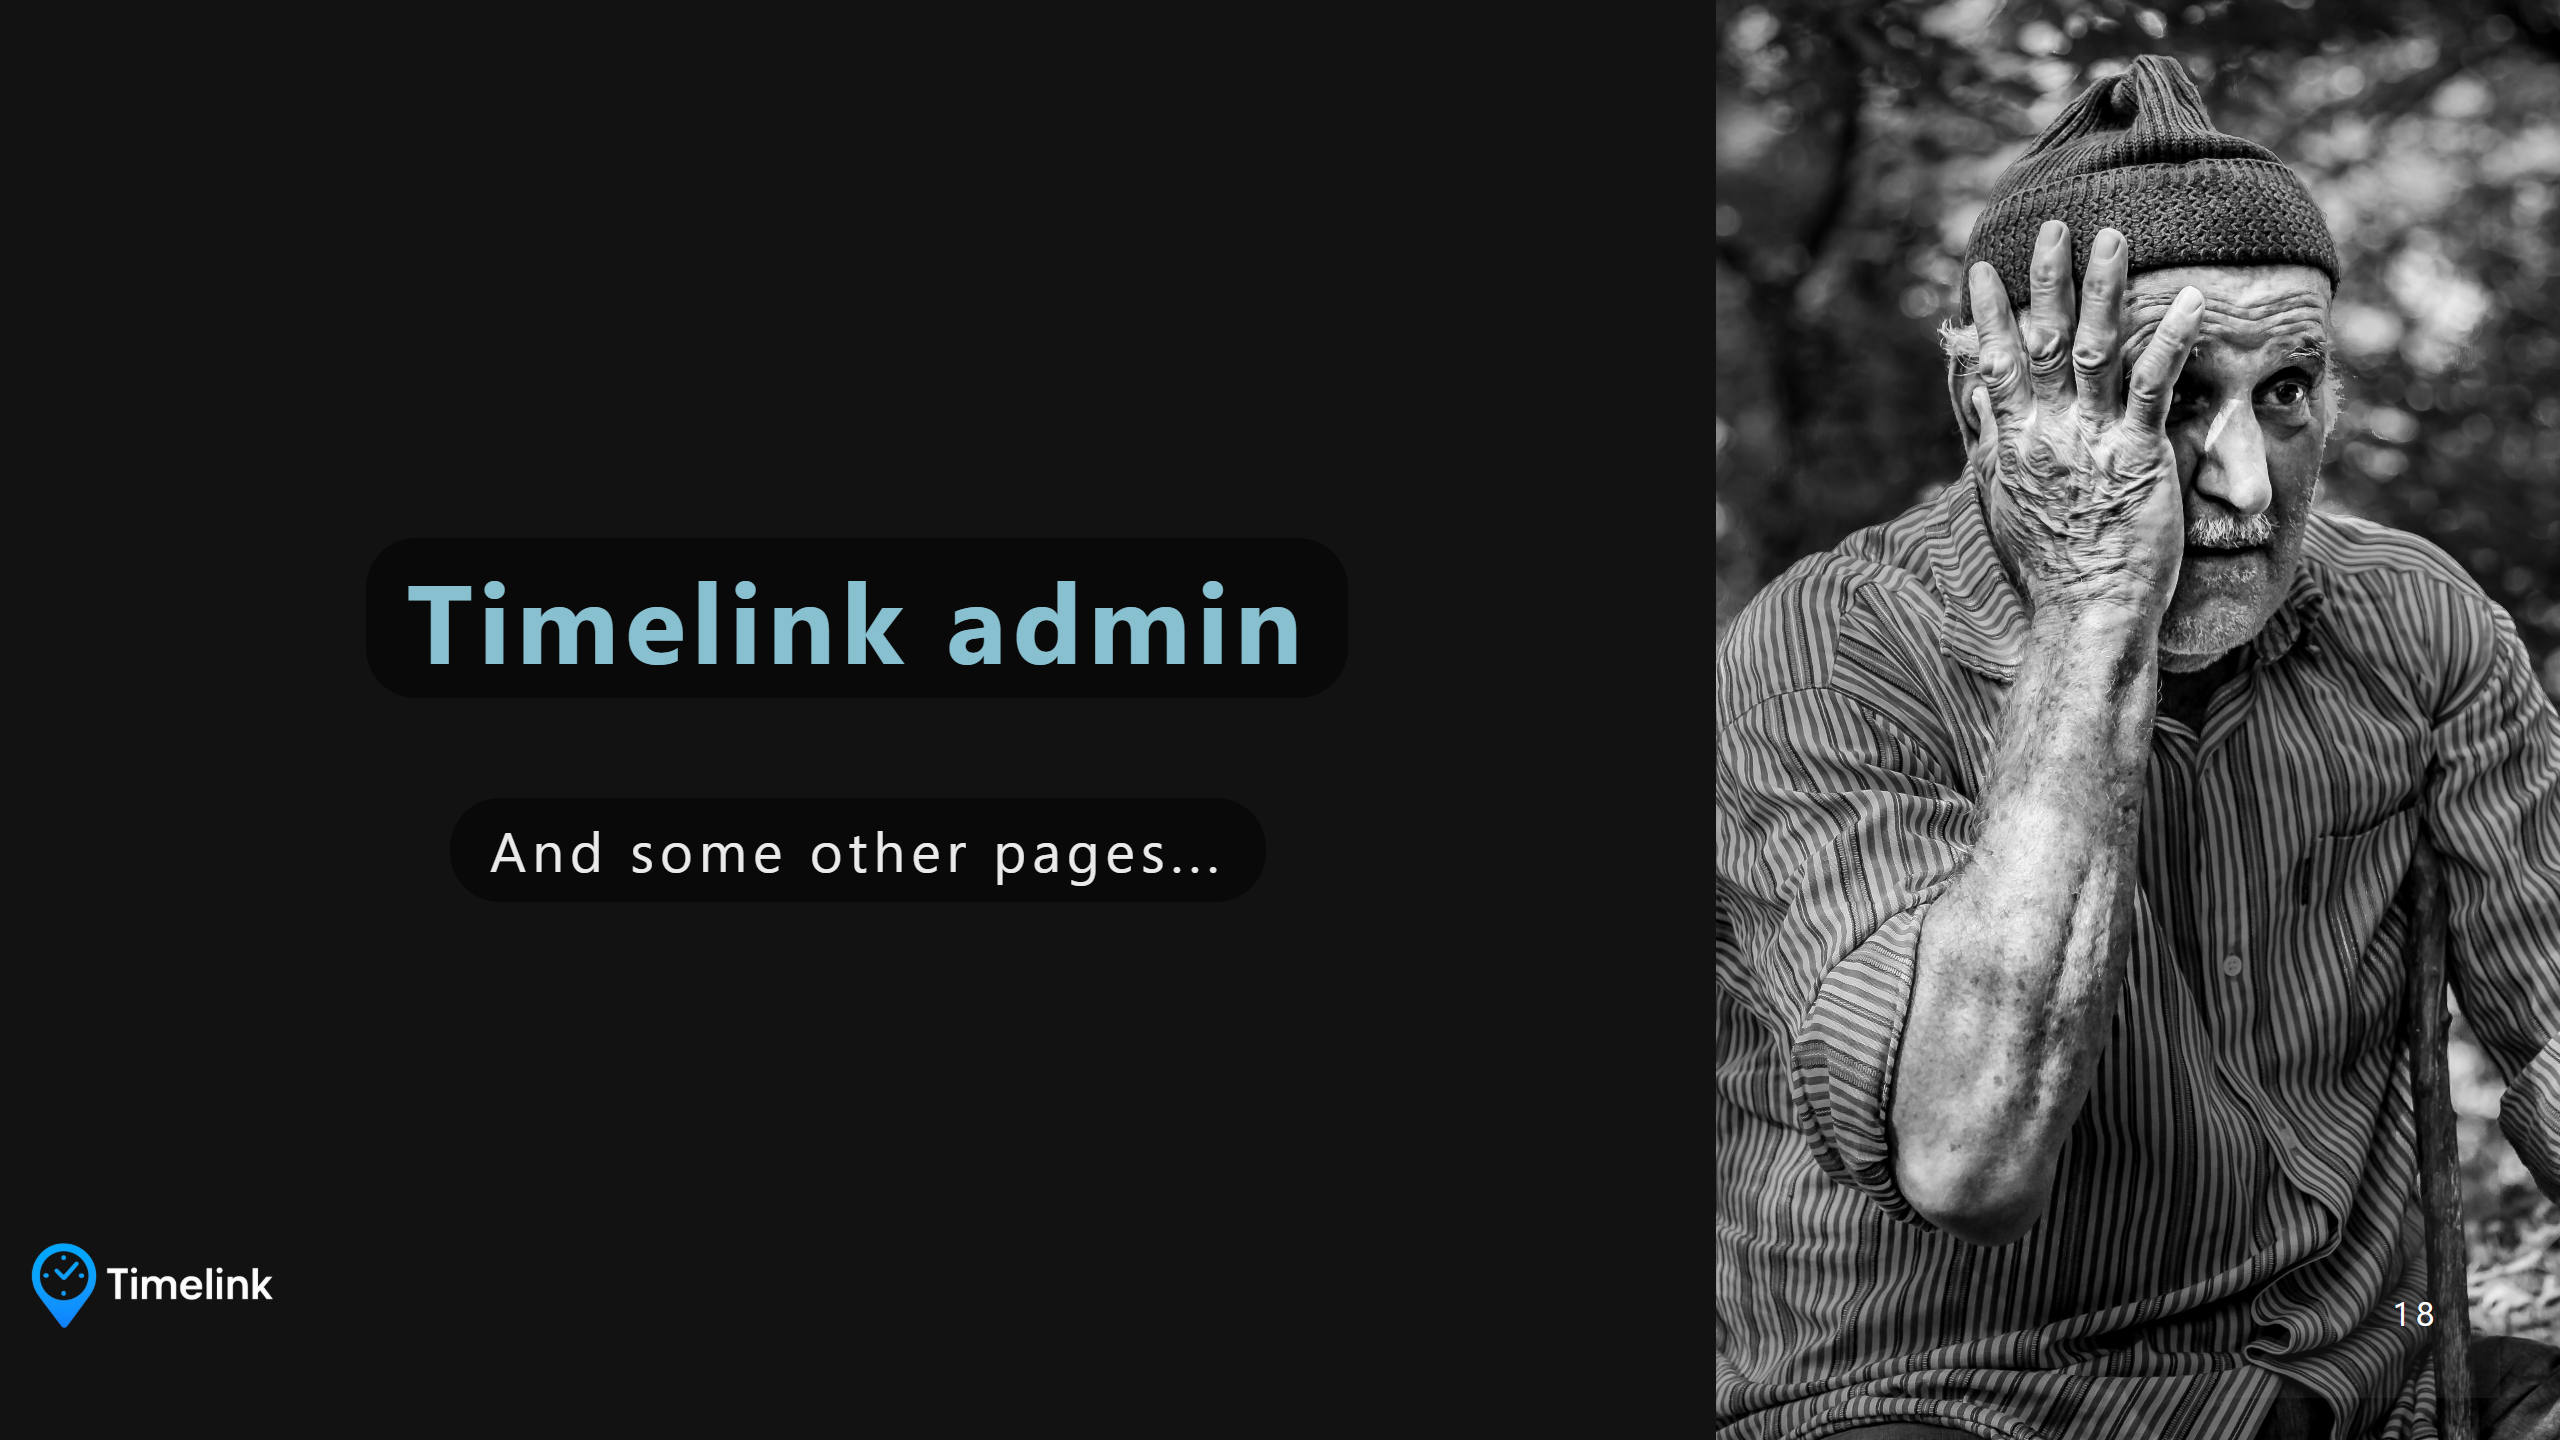 Timelink admin
And some other pages...
Timelink
18